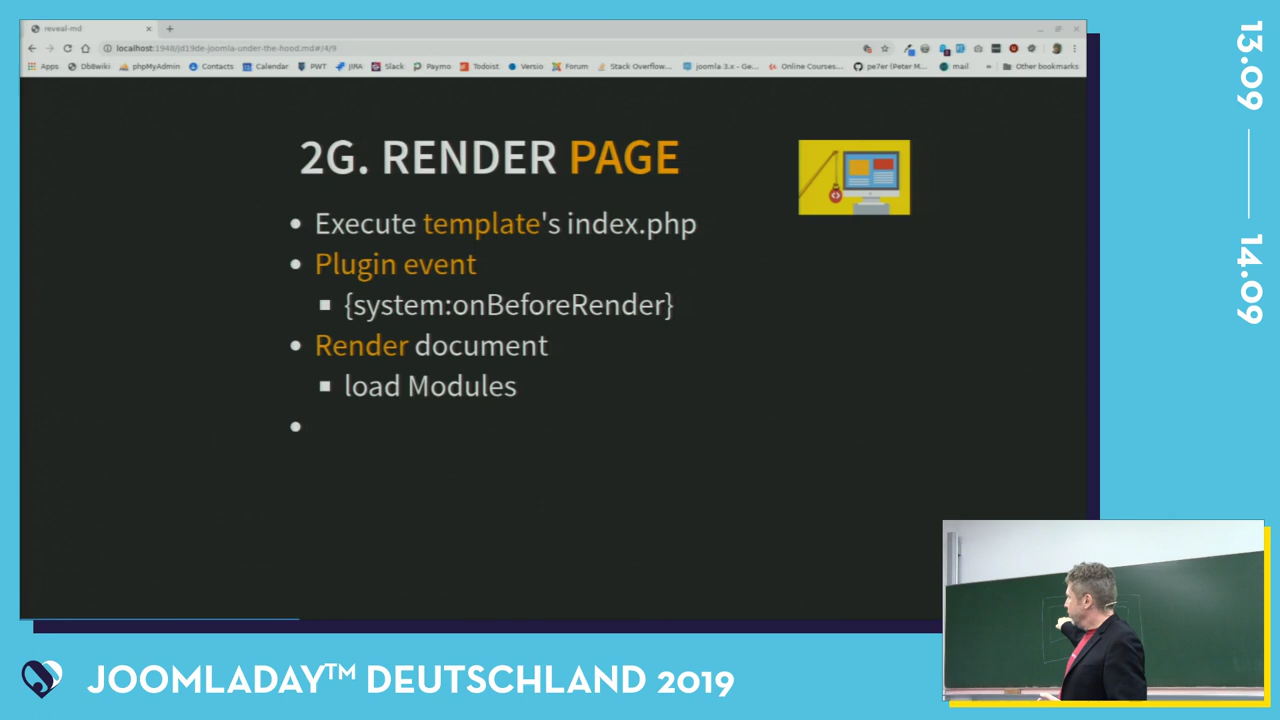 reveal-md
localhost:1948/jd19de-joomla-under-the-hood.md#/4/9
Apps Db8wiki phpMyAdmin Contacts Calendar PWT JIRA Slack Paymo Todoist Versio Forum Stack Overflow... joomla 3.x - Ge... Online Courses... pe7er (Peter M... mail » Other bookmarks
2G. RENDER PAGE
Execute template's index.php
Plugin event
{system:onBeforeRender}
Render document
load Modules
13.09
14.09
JOOMLADAY™ DEUTSCHLAND 2019